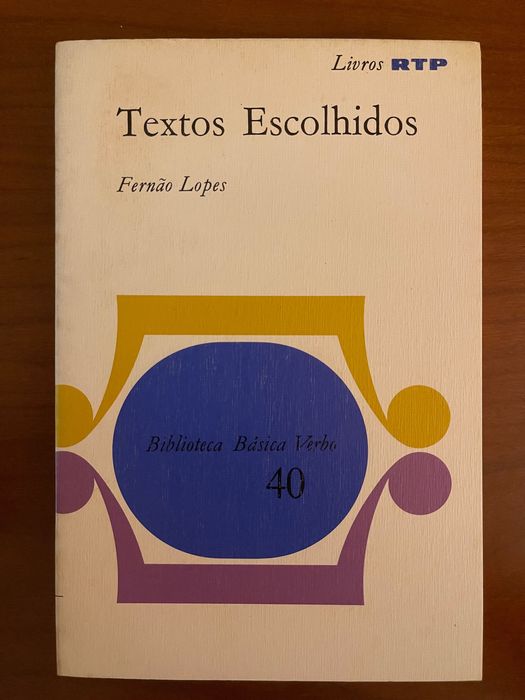 Livros RTP
Textos Escolhidos
Fernão Lopes
Biblioteca Básica Verbo
40